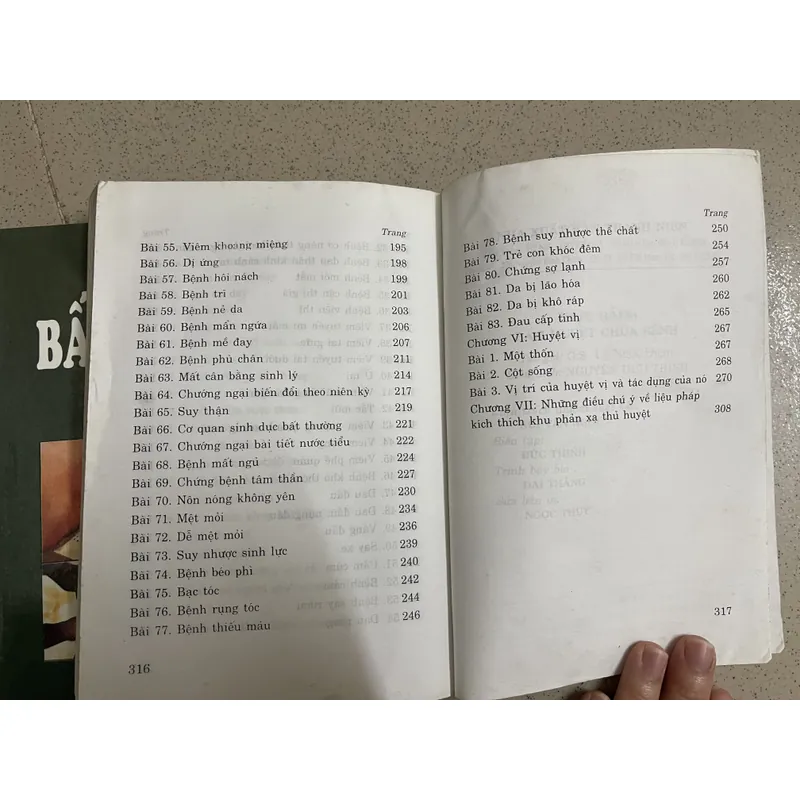 BẤ
Trang
Bài 55. Viêm khoang miệng 195
Bài 56. Dị ứng 198
Bài 57. Bệnh hôi nách 199
Bài 58. Bệnh trĩ 201
Bài 59. Bệnh nẻ da 203
Bài 60. Bệnh mẩn ngứa 206
Bài 61. Bệnh mề đay 207
Bài 62. Bệnh phù chân 211
Bài 63. Mất cân bằng sinh lý 214
Bài 64. Chướng ngại biến đổi theo niên kỷ 217
Bài 65. Suy thận 219
Bài 66. Cơ quan sinh dục bất thường 221
Bài 67. Chướng ngại bài tiết nước tiểu 222
Bài 68. Bệnh mất ngủ 224
Bài 69. Chứng bệnh tâm thần 227
Bài 70. Nôn nóng không yên 230
Bài 71. Mệt mỏi 234
Bài 72. Dễ mệt mỏi 236
Bài 73. Suy nhược sinh lực 239
Bài 74. Bệnh béo phì 240
Bài 75. Bạc tóc 242
Bài 76. Bệnh rụng tóc 244
Bài 77. Bệnh thiếu máu 246
316
Trang
Bài 78. Bệnh suy nhược thể chất 250
Bài 79. Trẻ con khóc đêm 254
Bài 80. Chứng sợ lạnh 257
Bài 81. Da bị lão hóa 260
Bài 82. Da bị khô ráp 262
Bài 83. Đau cấp tính 265
Chương VI: Huyệt vị 267
Bài 1. Một thốn 267
Bài 2. Cột sống 268
Bài 3. Vị trí của huyệt vị và tác dụng của nó 270
Chương VII: Những điều chú ý về liệu pháp
kích thích khu phản xạ thủ huyệt 308
317